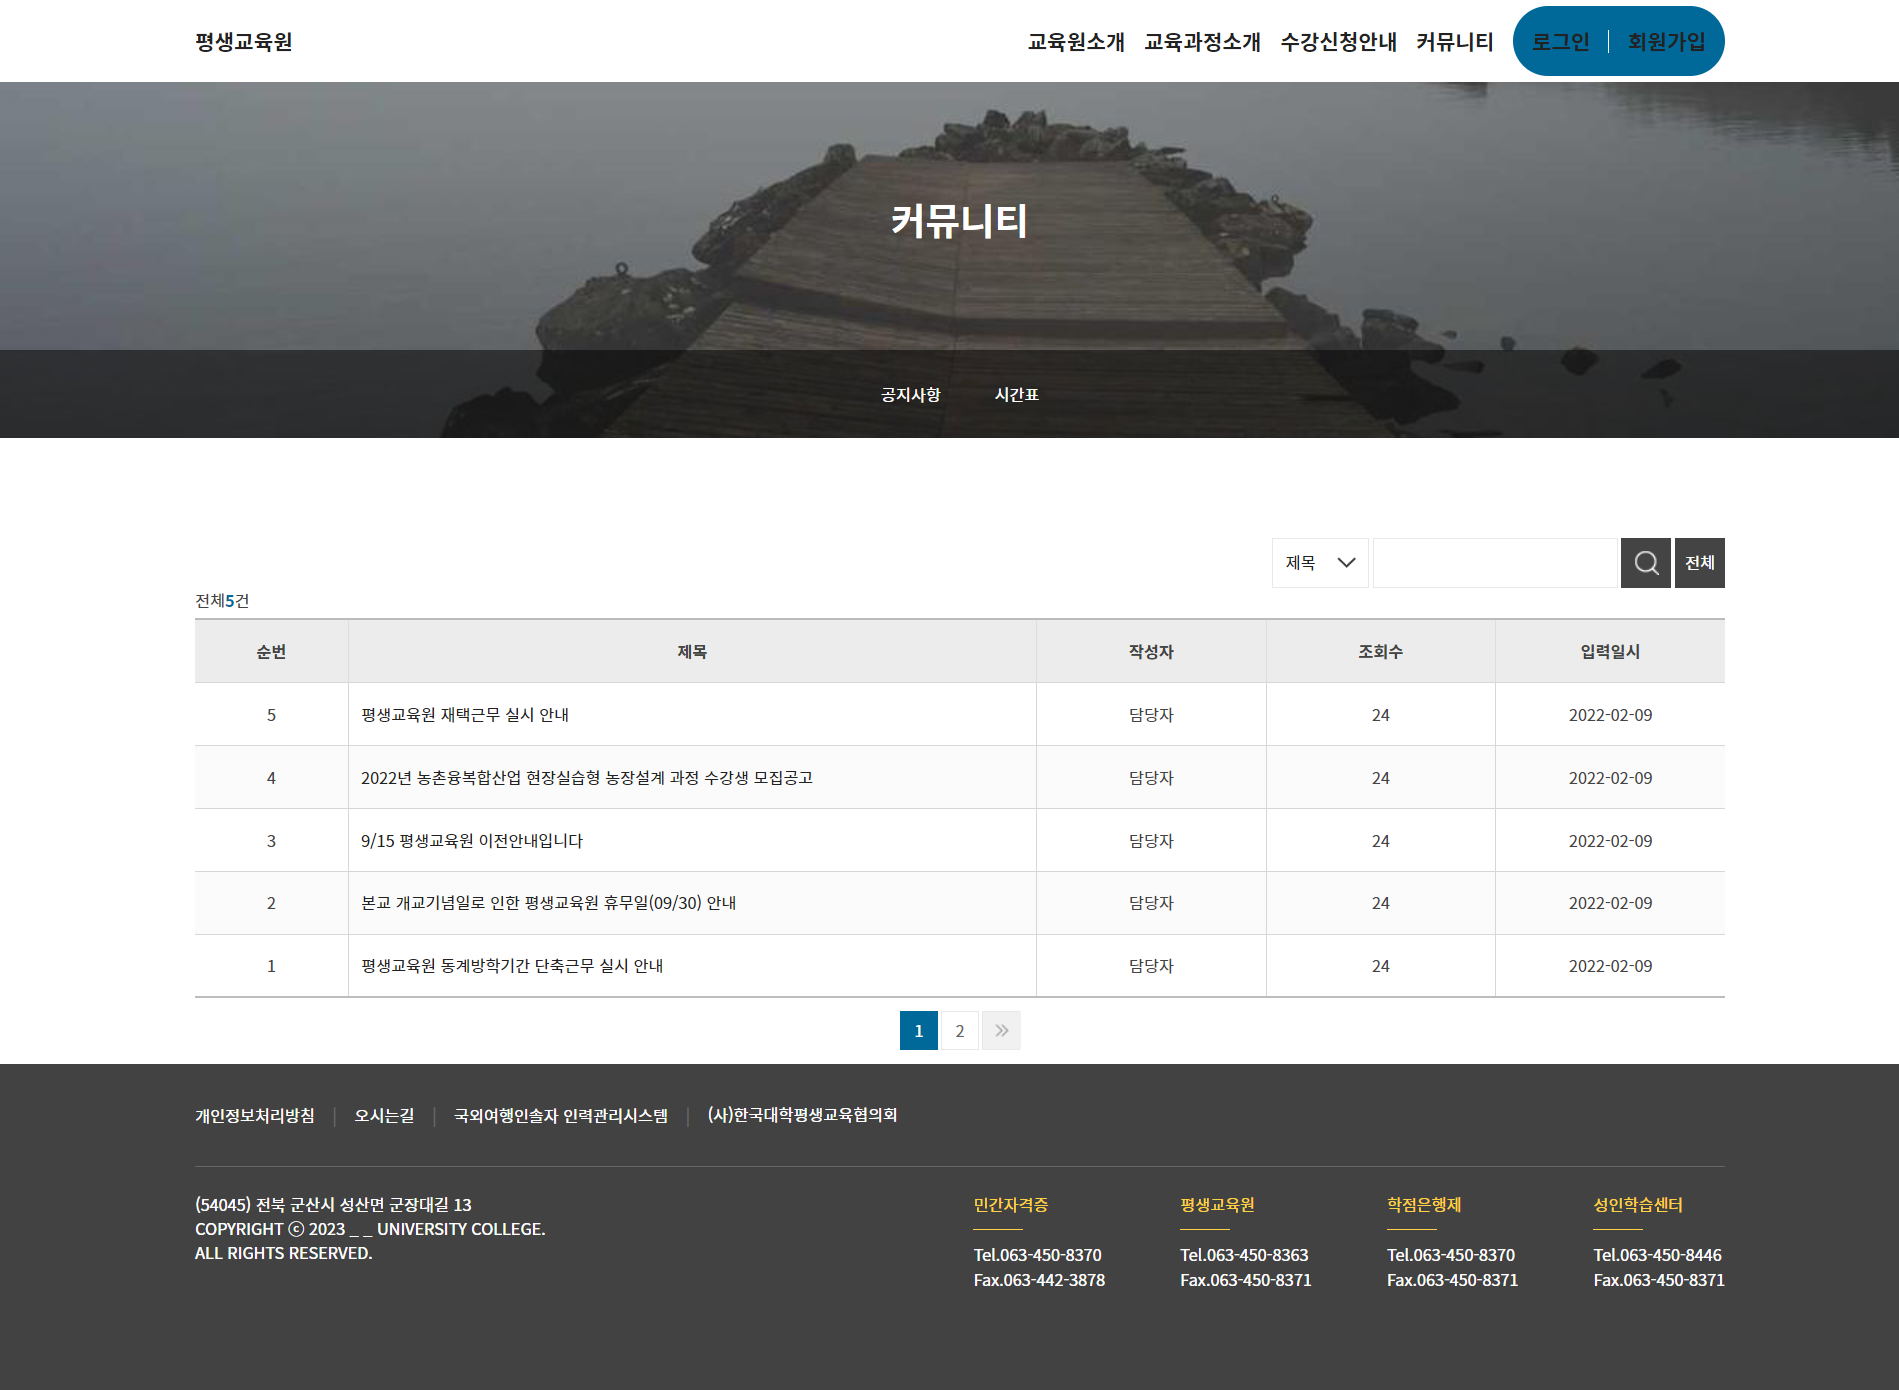 평생교육원
교육원소개 교육과정소개 수강신청안내 커뮤니티 로그인 회원가입
커뮤니티
공지사항 시간표
제목 전체
전체5건
순번 제목 작성자 조회수 입력일시
5 평생교육원 재택근무 실시 안내 담당자 24 2022-02-09
4 2022년 농촌융복합산업 현장실습형 농장설계 과정 수강생 모집공고 담당자 24 2022-02-09
3 9/15 평생교육원 이전안내입니다 담당자 24 2022-02-09
2 본교 개교기념일로 인한 평생교육원 휴무일(09/30) 안내 담당자 24 2022-02-09
1 평생교육원 동계방학기간 단축근무 실시 안내 담당자 24 2022-02-09
1 2 »
개인정보처리방침 | 오시는길 | 국외여행인솔자 인력관리시스템 | (사)한국대학평생교육협의회
(54045) 전북 군산시 성산면 군장대길 13
COPYRIGHT ⓒ 2023 _ _ UNIVERSITY COLLEGE.
ALL RIGHTS RESERVED.
민간자격증
Tel.063-450-8370
Fax.063-442-3878
평생교육원
Tel.063-450-8363
Fax.063-450-8371
학점은행제
Tel.063-450-8370
Fax.063-450-8371
성인학습센터
Tel.063-450-8446
Fax.063-450-8371